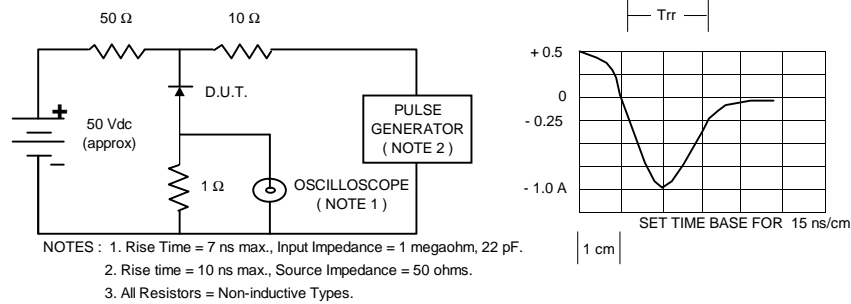 50 Ω
10 Ω
Trr
+ 0.5
D.U.T.
+
50 Vdc
(approx)
PULSE
GENERATOR
( NOTE 2 )
0
- 0.25
1 Ω
OSCILLOSCOPE
( NOTE 1 )
- 1.0 A
SET TIME BASE FOR 15 ns/cm
1 cm
NOTES : 1. Rise Time = 7 ns max., Input Impedance = 1 megaohm, 22 pF.
2. Rise time = 10 ns max., Source Impedance = 50 ohms.
3. All Resistors = Non-inductive Types.